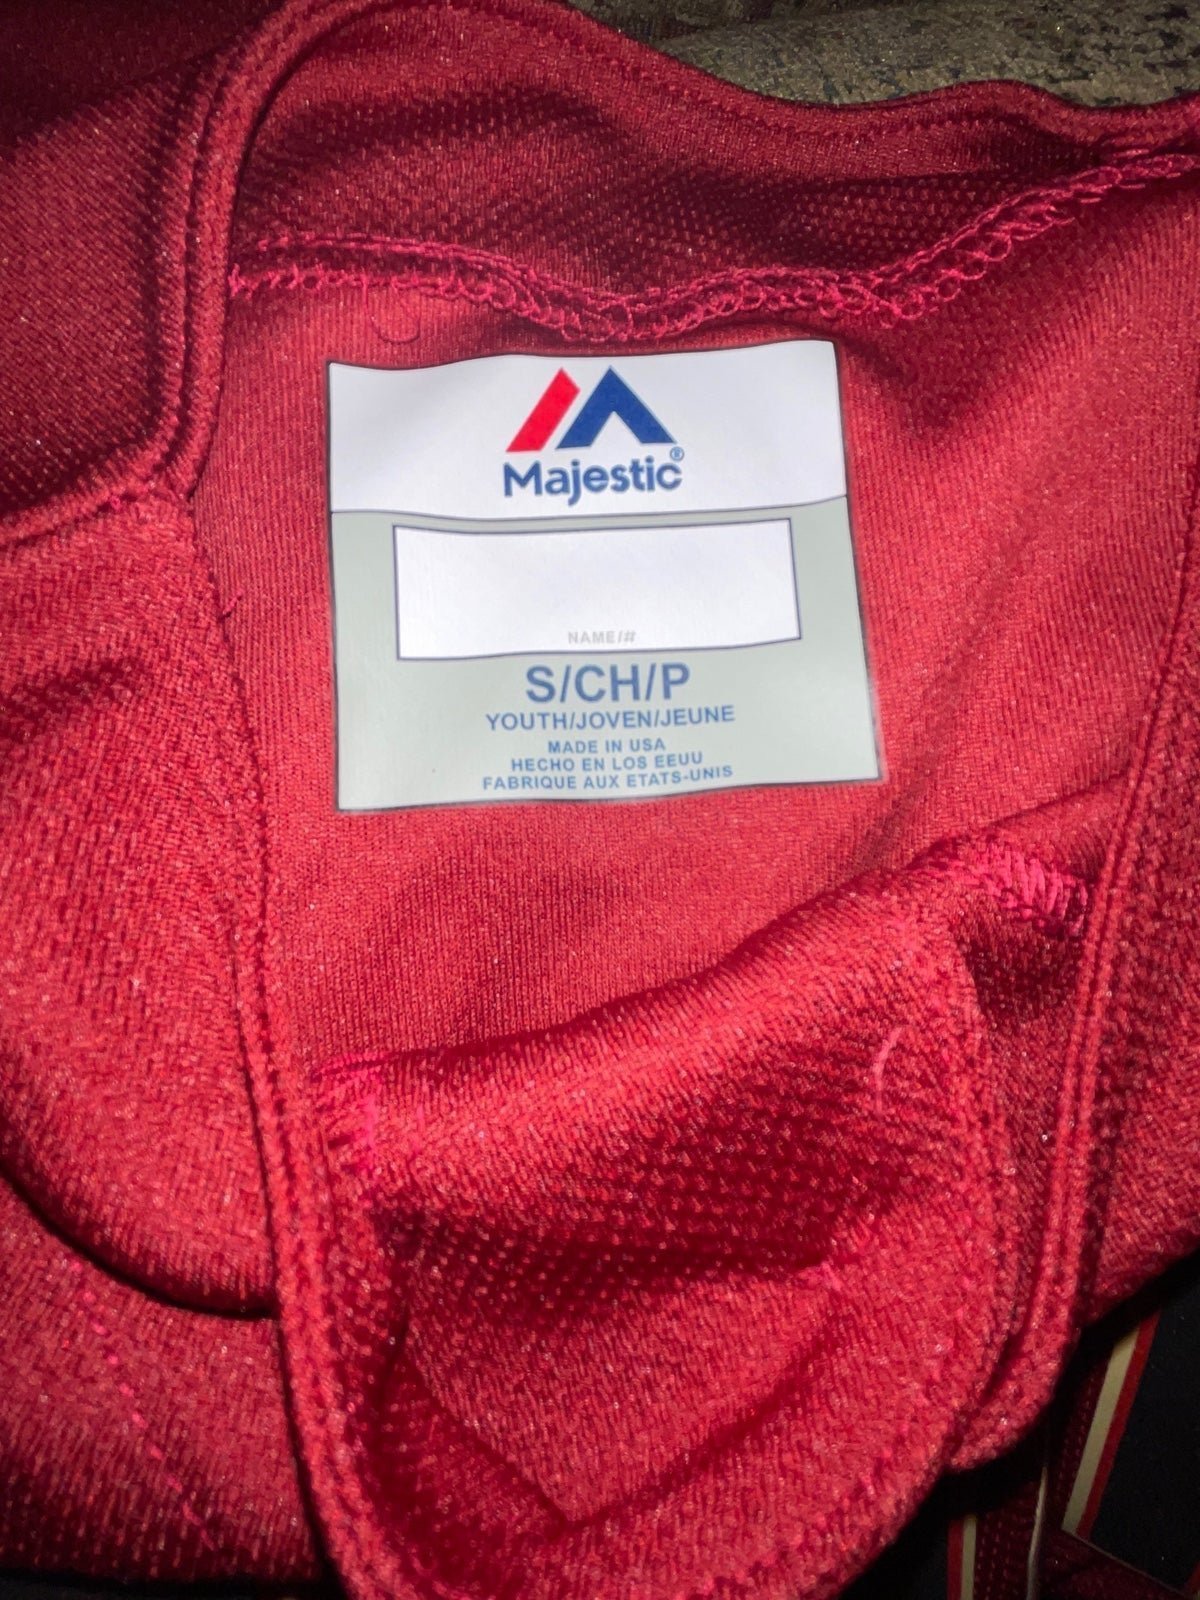 Majestic®
NAME/#
S/CH/P
YOUTH/JOVEN/JEUNE
MADE IN USA
HECHO EN LOS EEUU
FABRIQUE AUX ETATS-UNIS